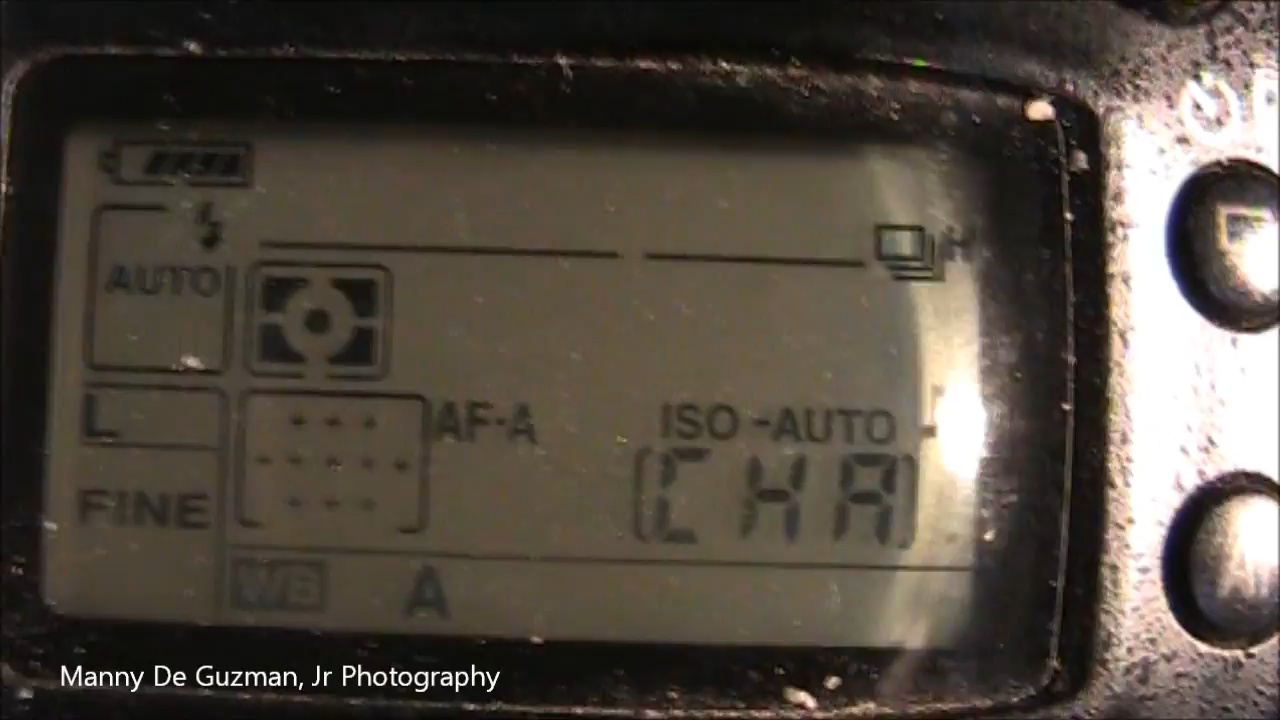 H
AUTO
L
AF-A
ISO-AUTO
FINE
[CHA]
WB
A
Manny De Guzman, Jr Photography